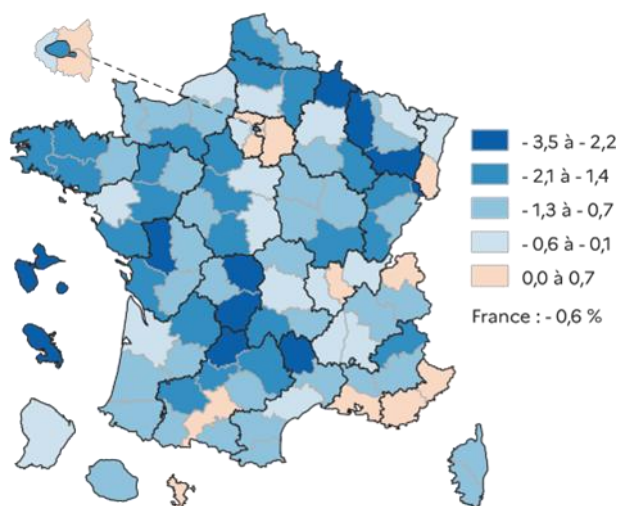 - 3,5 à - 2,2
- 2,1 à - 1,4
- 1,3 à - 0,7
- 0,6 à - 0,1
0,0 à 0,7
France : - 0,6 %